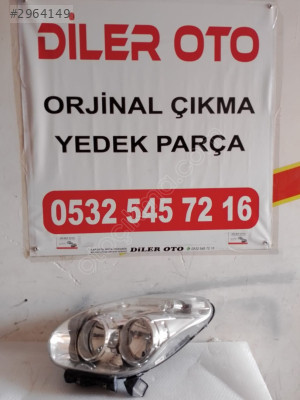 #2964149
DİLER OTO
ORJİNAL ÇIKMA
YEDEK PARÇA
0532 545 72 16
DİLER OTO